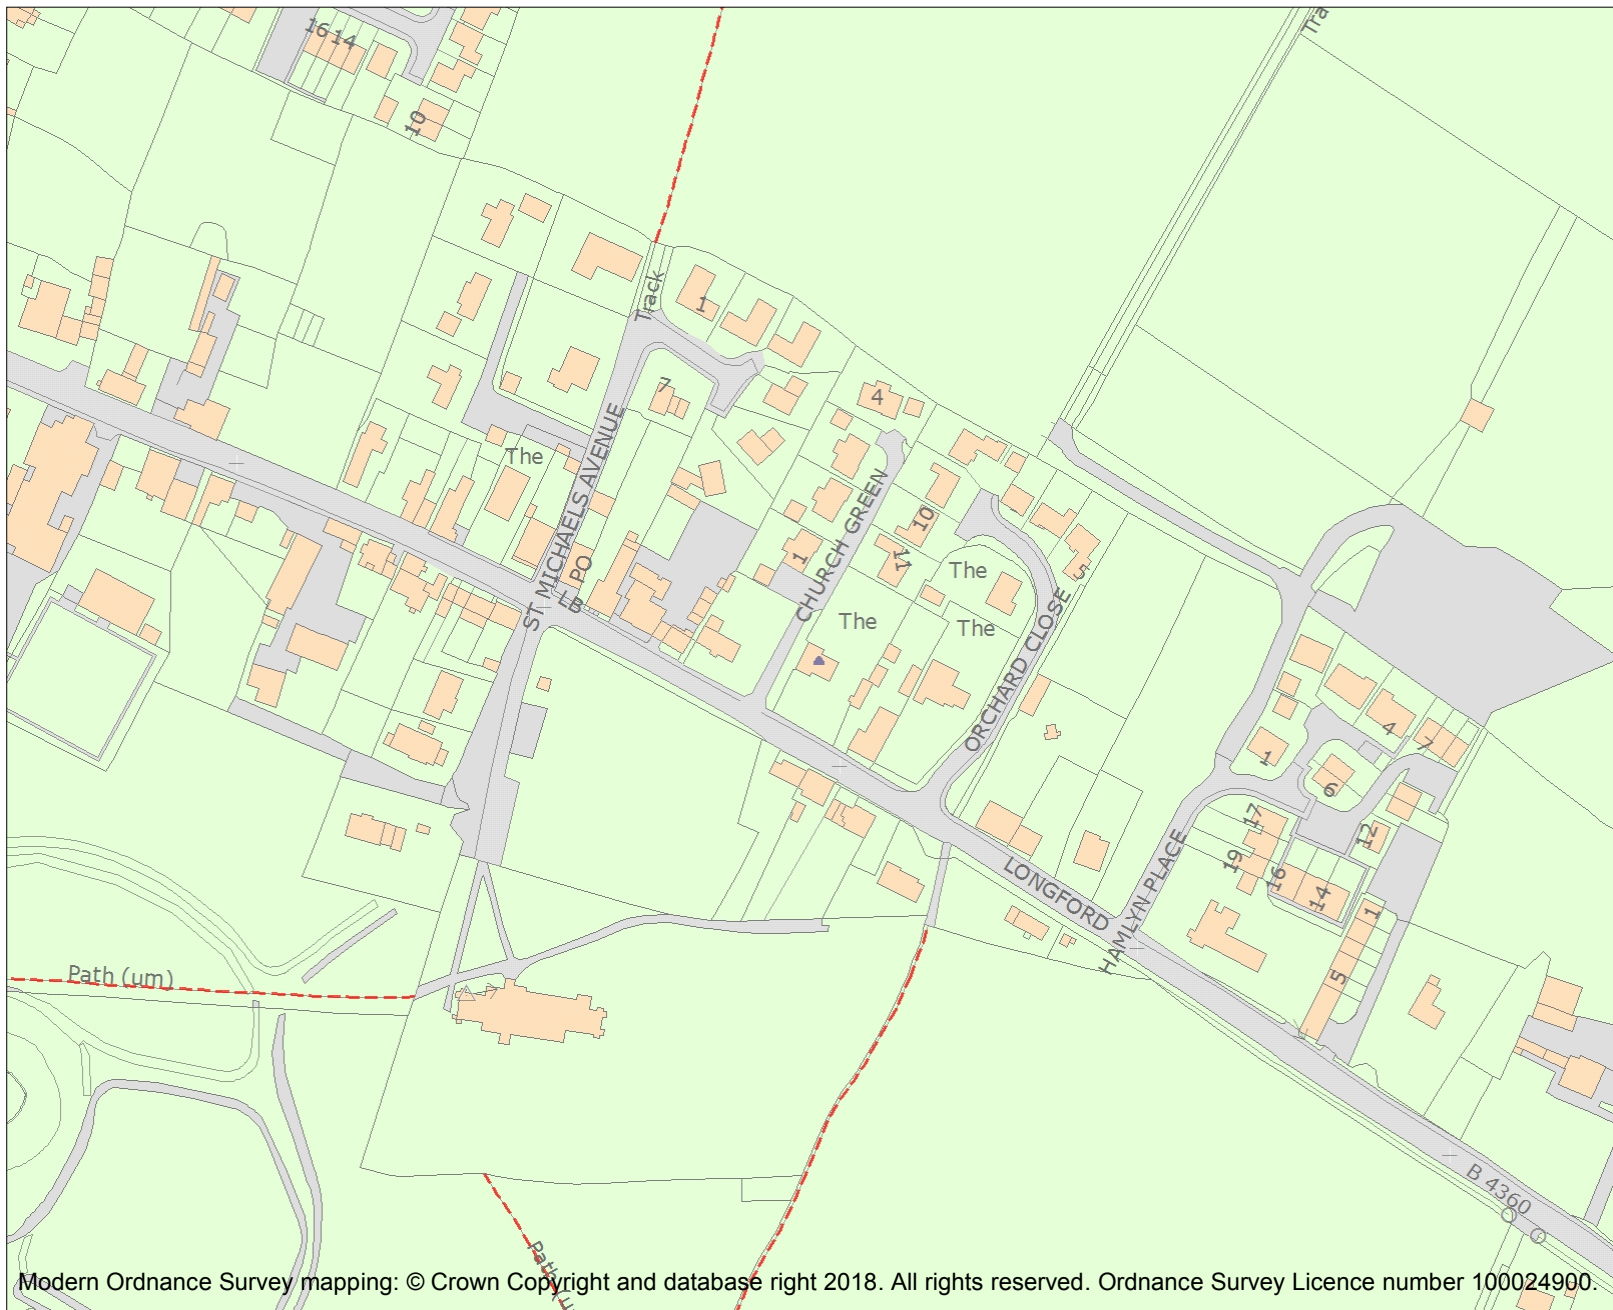 16 14
Tra
10
Track
1
7
4
The
ST MICHAELS AVENUE
PO
LB
CHURCH GREEN
1
10
11
The
5
The
The
ORCHARD CLOSE
4
7
1
6
17
12
19
16
14
1
LONGFORD
HAMLYN PLACE
5
Path (um)
B 4360
Path (u
Modern Ordnance Survey mapping: © Crown Copyright and database right 2018. All rights reserved. Ordnance Survey Licence number 100024900.